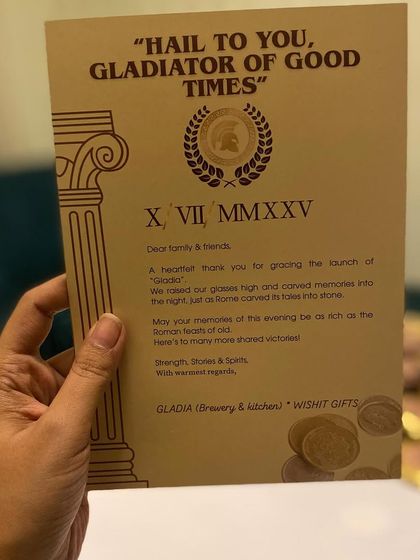 "HAIL TO YOU,
GLADIATOR OF GOOD
TIMES"
X/VII/MMXXV
Dear family & friends,
A heartfelt thank you for gracing the launch of
"Gladia".
We raised our glasses high and carved memories into
the night, just as Rome carved its tales into stone.
May your memories of this evening be as rich as the
Roman feasts of old.
Here's to many more shared victories!
Strength, Stories & Spirits,
With warmest regards,
GLADIA (Brewery & kitchen) * WISHIT GIFTS